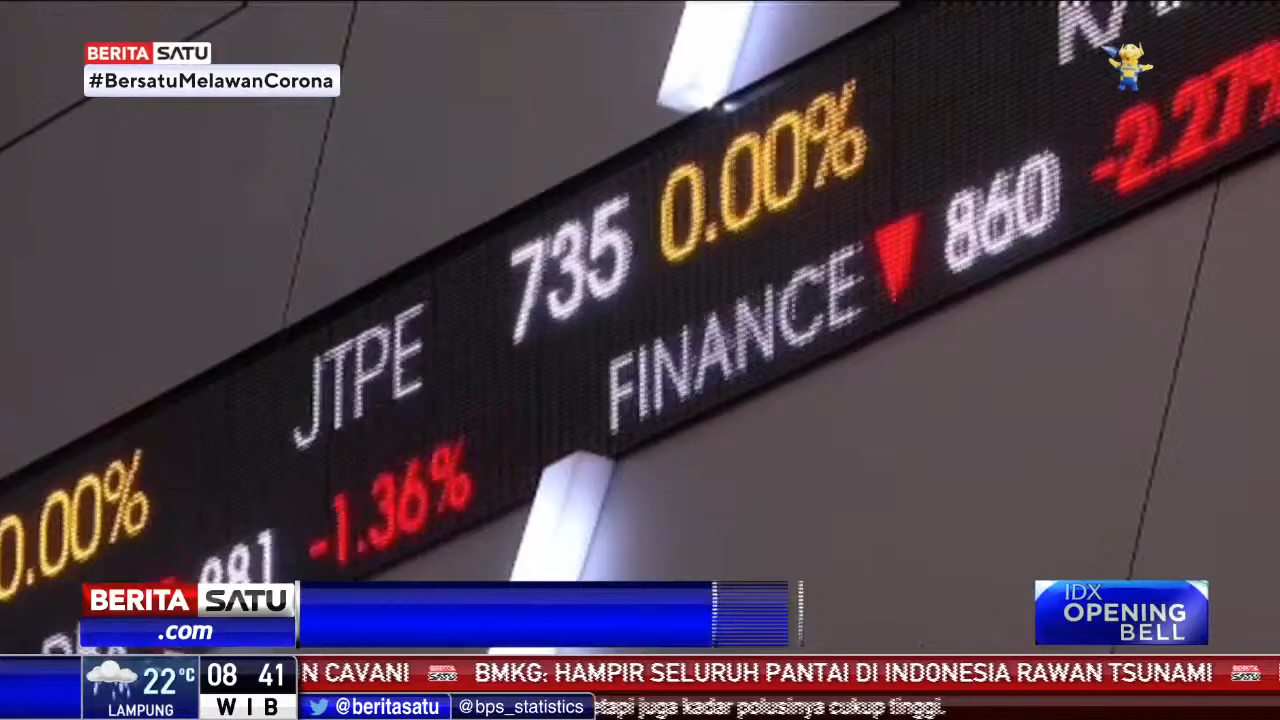 BERITA SATU
#BersatuMelawanCorona
735 0.00%
-2.27%
JTPE
FINANCE 860
0.00%
-1.36%
BERITA SATU
.com
IDX
OPENING
BELL
22°C
LAMPUNG
08 41
WIB
N CAVANI
BMKG: HAMPIR SELURUH PANTAI DI INDONESIA RAWAN TSUNAMI
@beritasatu
@bps_statistics
etapi juga kadar polusinya cukup tinggi.